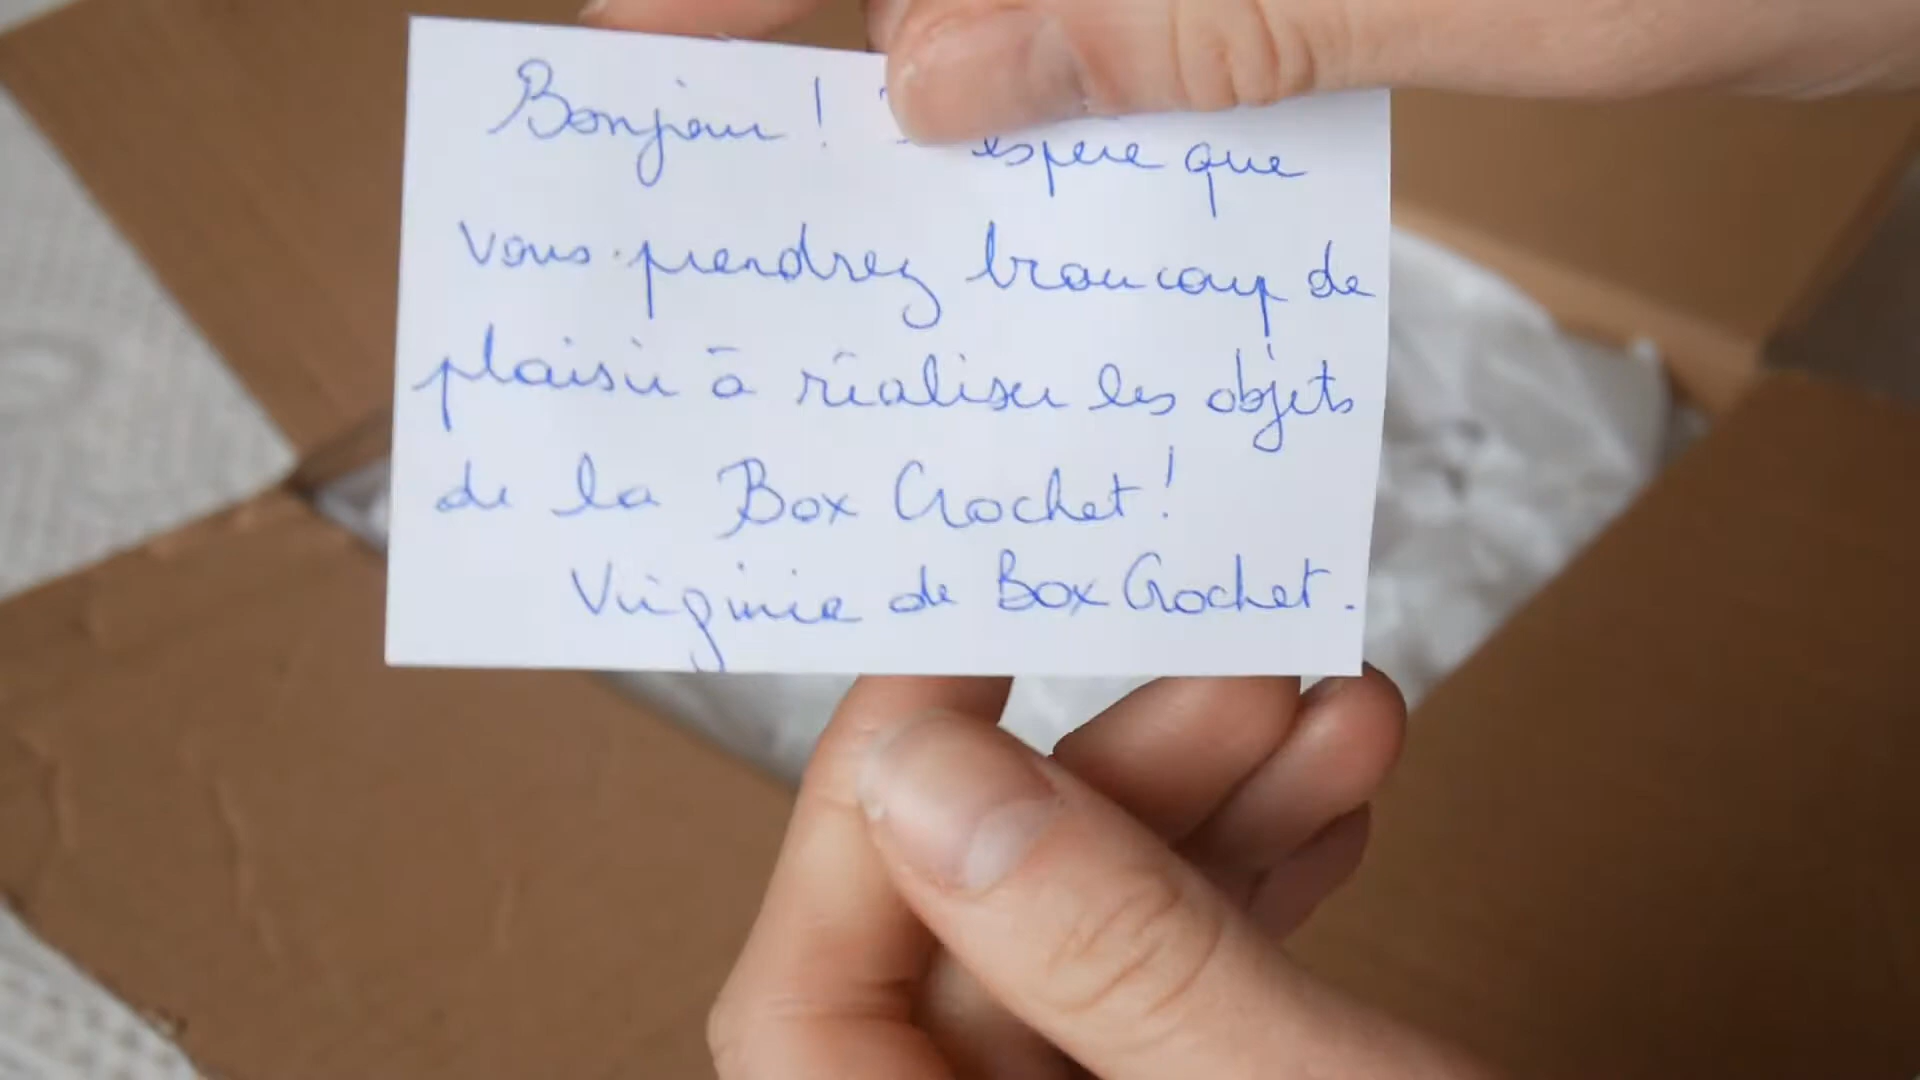 Bonjour ! espère que
vous prendrez beaucoup de
plaisir à réaliser les objets
de la Box Crochet !
Virginie de Box Crochet.